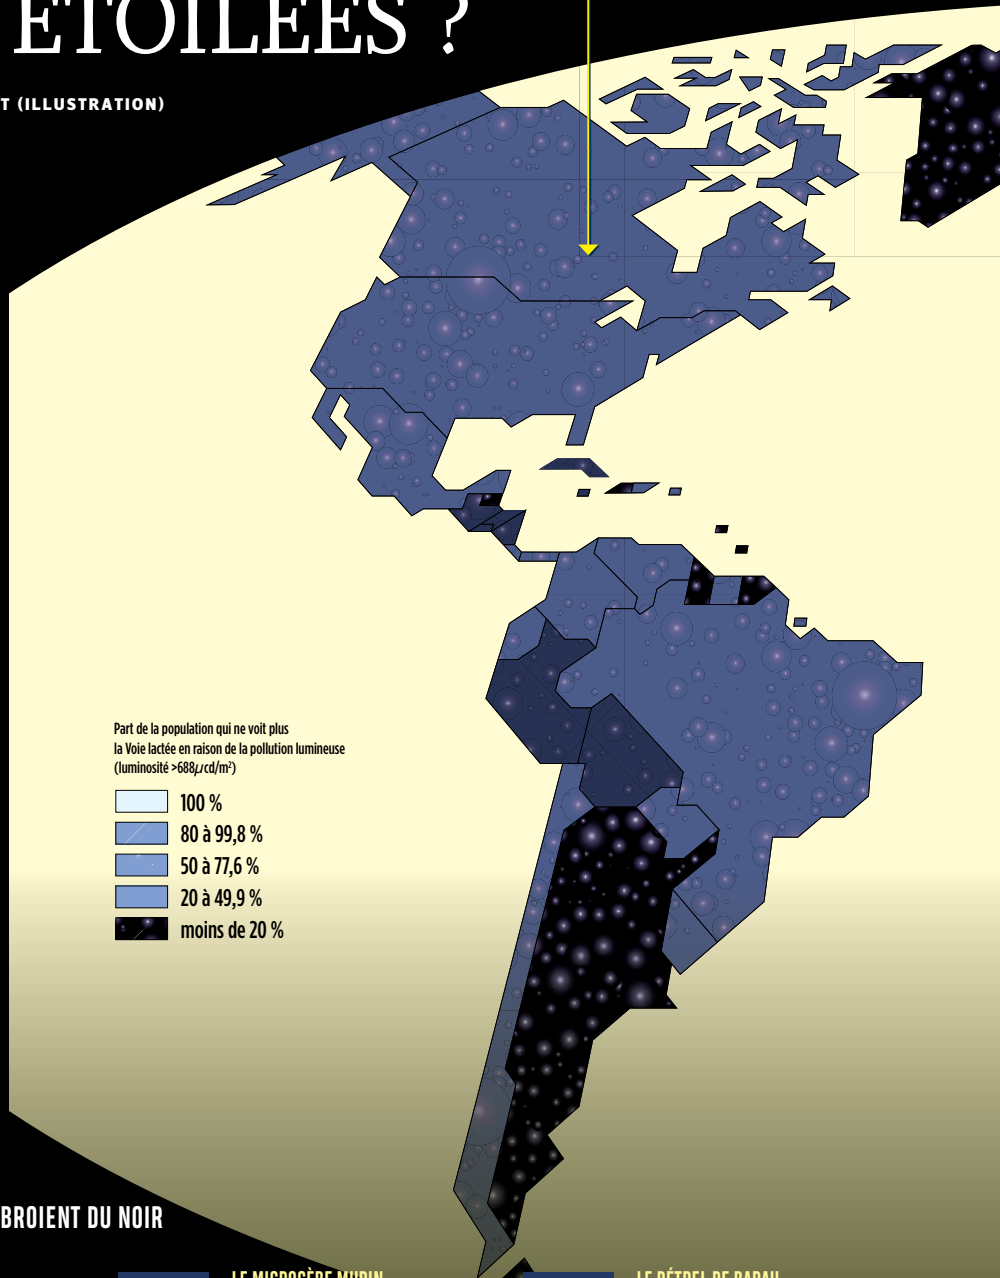 ÉTOILÉES ?
T (ILLUSTRATION)
Part de la population qui ne voit plus
la Voie lactée en raison de la pollution lumineuse
(luminosité >688μcd/m²)
100 %
80 à 99,8 %
50 à 77,6 %
20 à 49,9 %
moins de 20 %
BROIENT DU NOIR